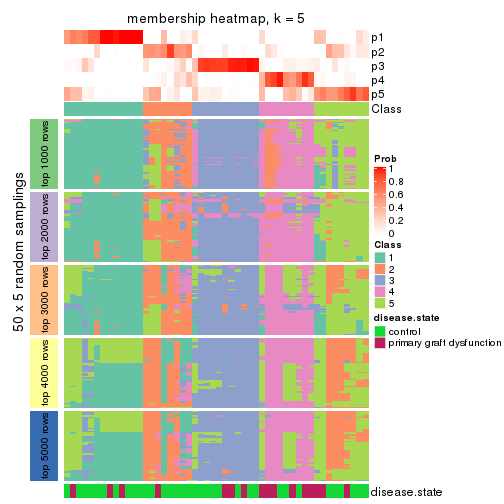 membership heatmap, k = 5
p1
p2
p3
p4
p5
Class
50 x 5 random samplings
top 1000 rows
top 2000 rows
top 3000 rows
top 4000 rows
top 5000 rows
disease.state
Prob
1
0.8
0.6
0.4
0.2
0
Class
1
2
3
4
5
disease.state
control
primary graft dysfunction